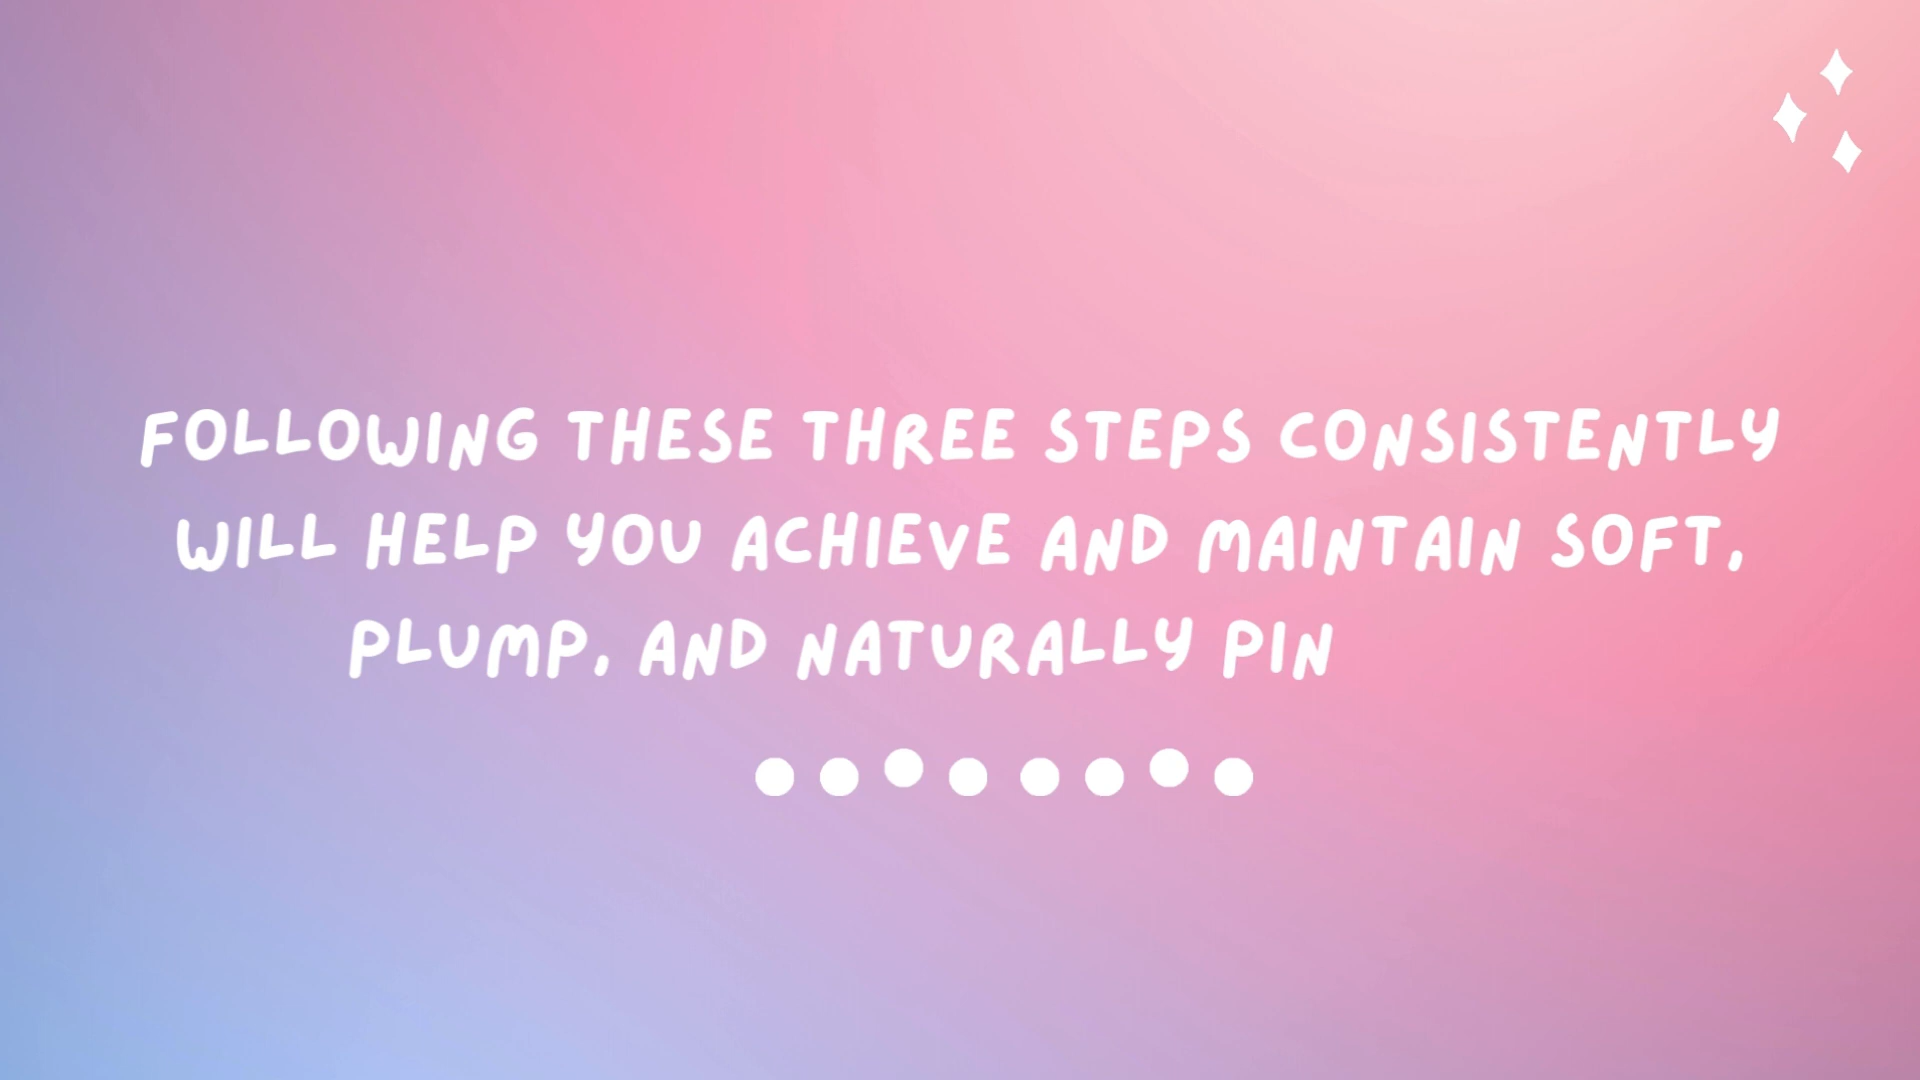 FOLLOWING THESE THREE STEPS CONSISTENTLY
WILL HELP YOU ACHIEVE AND MAINTAIN SOFT,
PLUMP, AND NATURALLY PIN